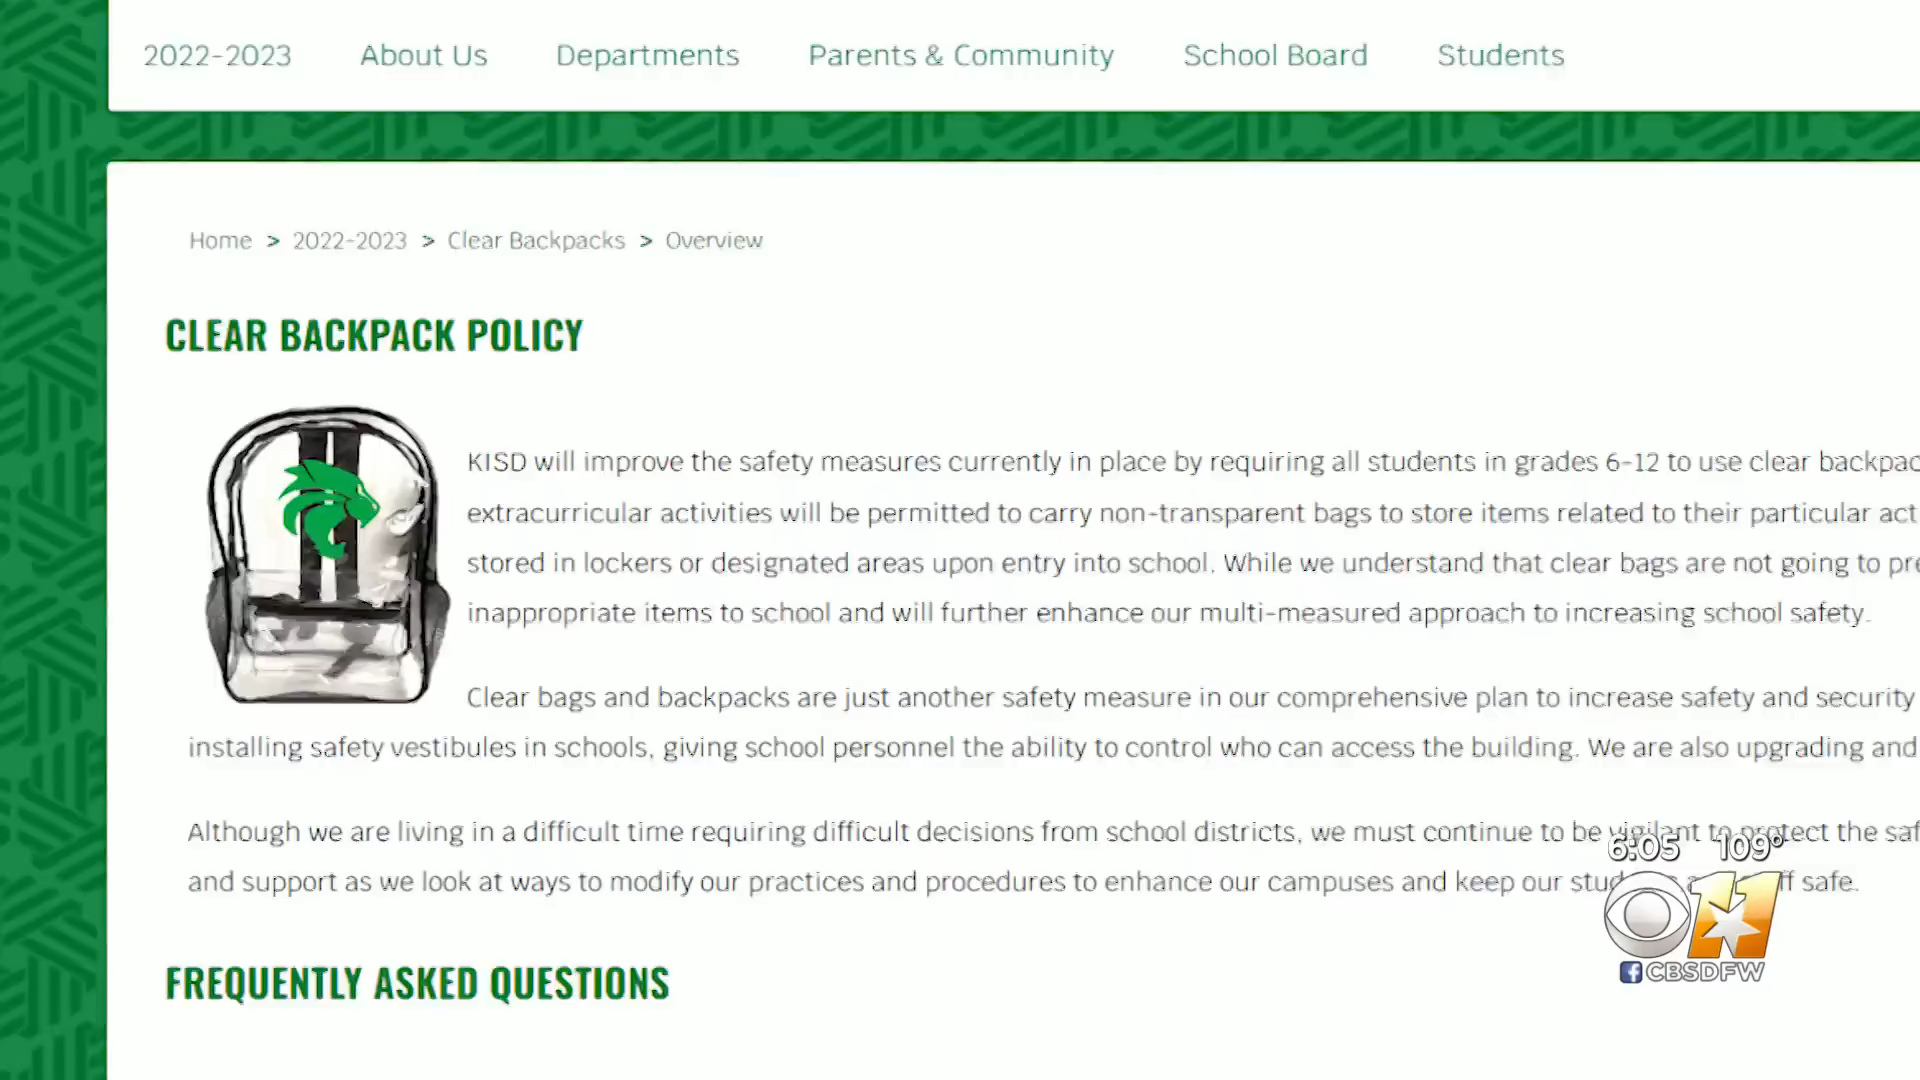 2022-2023 About Us Departments Parents & Community School Board Students
Home > 2022-2023 > Clear Backpacks > Overview
CLEAR BACKPACK POLICY
KISD will improve the safety measures currently in place by requiring all students in grades 6-12 to use clear backpac
extracurricular activities will be permitted to carry non-transparent bags to store items related to their particular act
stored in lockers or designated areas upon entry into school. While we understand that clear bags are not going to pre
inappropriate items to school and will further enhance our multi-measured approach to increasing school safety.
Clear bags and backpacks are just another safety measure in our comprehensive plan to increase safety and security
installing safety vestibules in schools, giving school personnel the ability to control who can access the building. We are also upgrading and
Although we are living in a difficult time requiring difficult decisions from school districts, we must continue to be vigilant to protect the saf
and support as we look at ways to modify our practices and procedures to enhance our campuses and keep our safe.
6:05 109°
11
CBSDFW
FREQUENTLY ASKED QUESTIONS